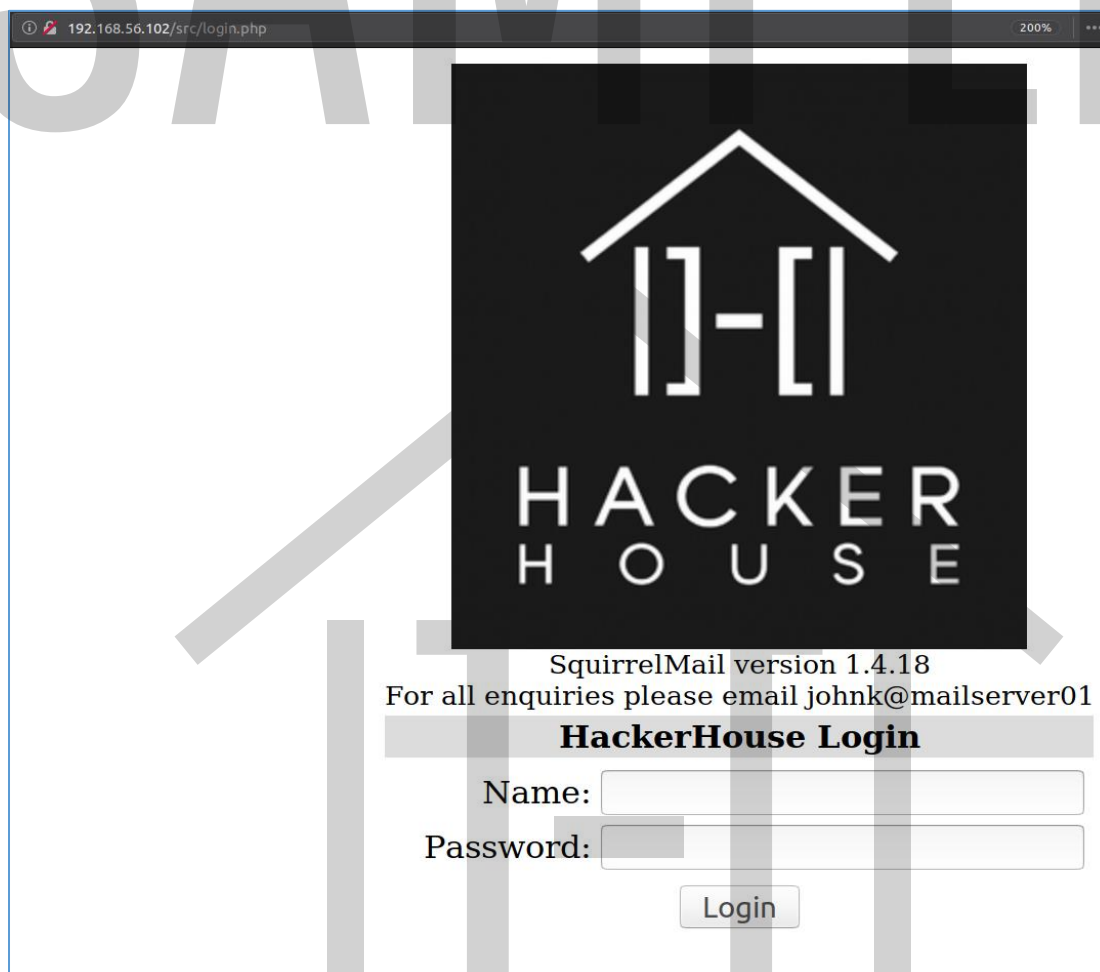 192.168.56.102/src/login.php 200%
HACKER
HOUSE
SquirrelMail version 1.4.18
For all enquiries please email johnk@mailserver01
HackerHouse Login
Name:
Password:
Login